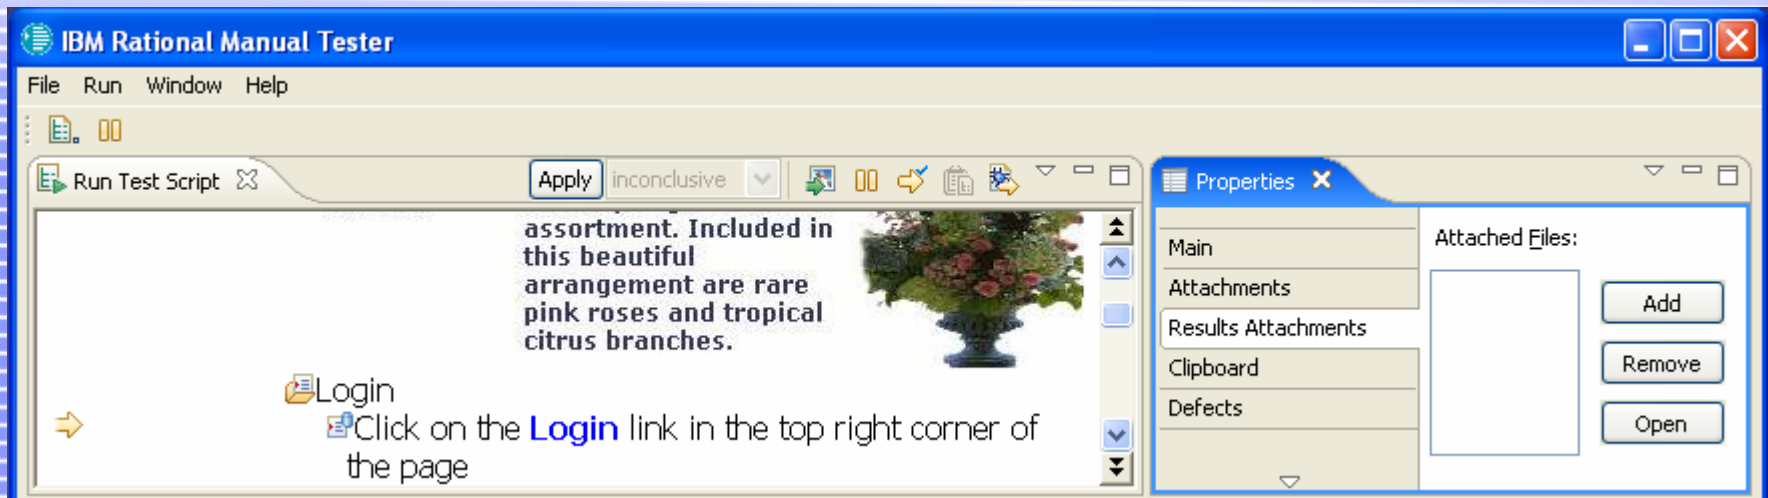 IBM Rational Manual Tester
File Run Window Help
Run Test Script
Apply inconclusive
assortment. Included in
this beautiful
arrangement are rare
pink roses and tropical
citrus branches.
Login
Click on the Login link in the top right corner of
the page
Properties
Main
Attachments
Results Attachments
Clipboard
Defects
Attached Files:
Add
Remove
Open